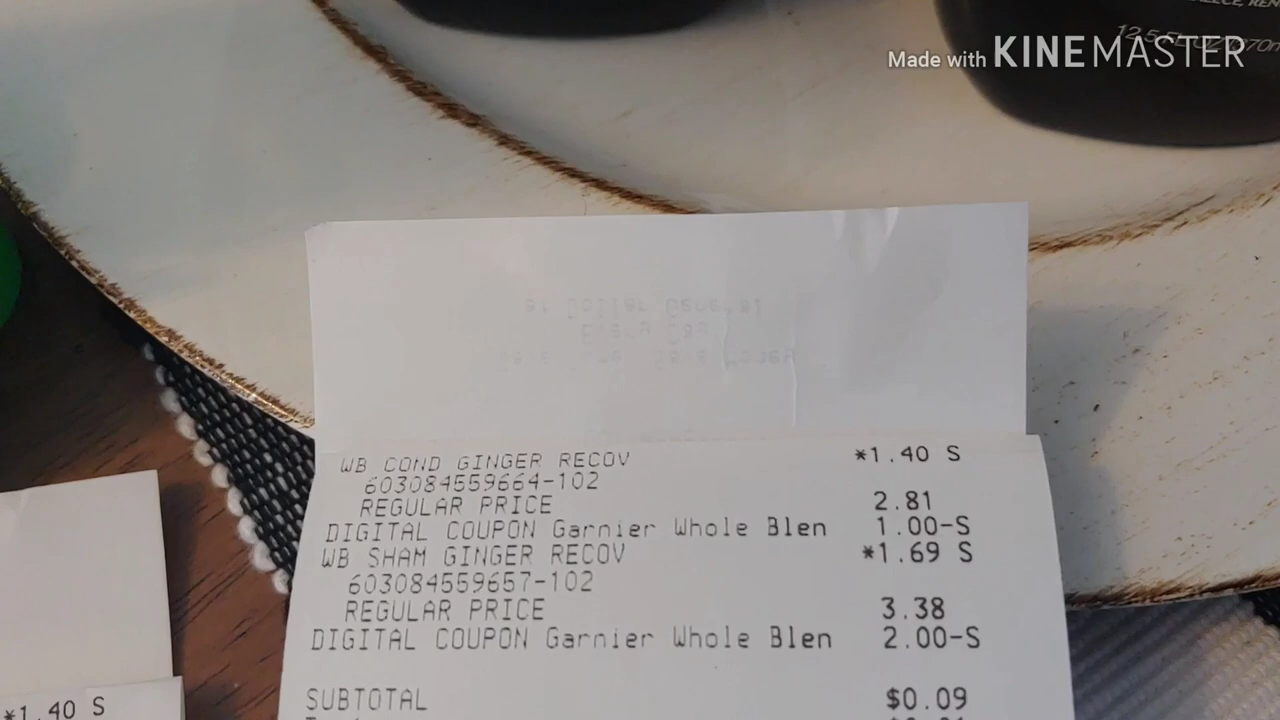 Made with KINEMASTER
WB COND GINGER RECOV *1.40 S
603084559664-102
REGULAR PRICE 2.81
DIGITAL COUPON Garnier Whole Blen 1.00-S
WB SHAM GINGER RECOV *1.69 S
603084559657-102
REGULAR PRICE 3.38
DIGITAL COUPON Garnier Whole Blen 2.00-S
SUBTOTAL $0.09
*1.40 S